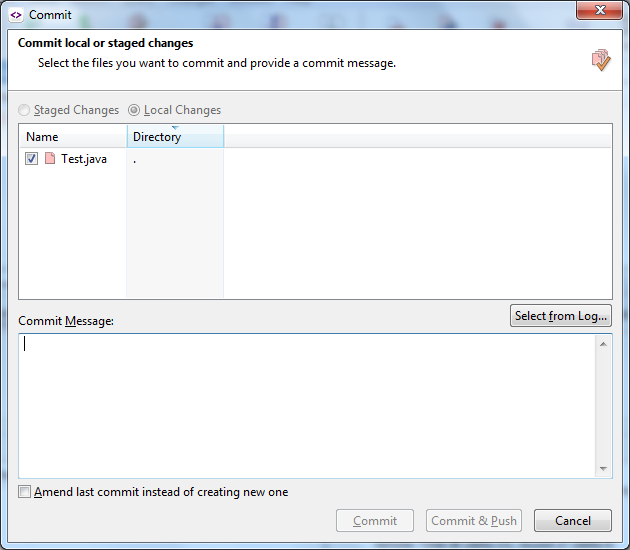 Commit
Commit local or staged changes
Select the files you want to commit and provide a commit message.
Staged Changes Local Changes
Name Directory
Test.java .
Select from Log...
Commit Message:
Amend last commit instead of creating new one
Commit Commit & Push Cancel